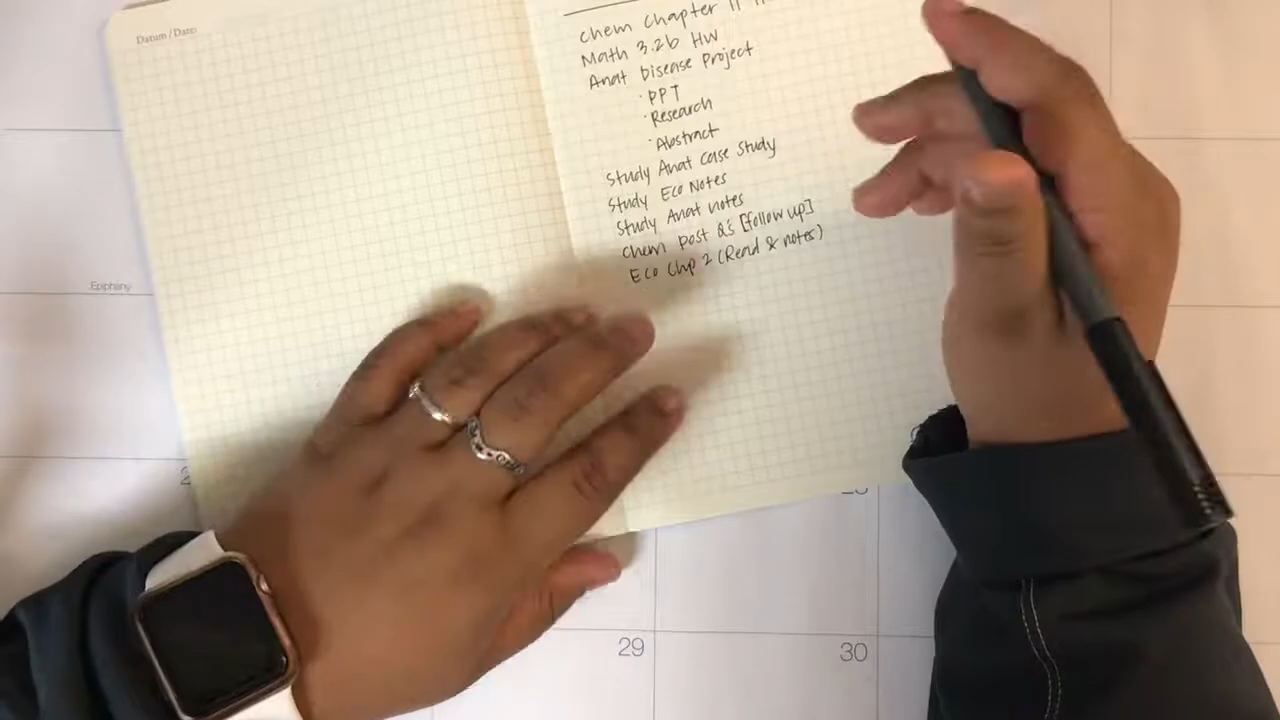 Datum / Date:
chem chapter 11
Math 3.2b HW
Anat Disease Project
· PPT
· Research
· Abstract
Study Anat Case Study
Study Eco Notes
Study Anat notes
Chem post Q's [follow up]
Eco Chp 2 (Read & notes)
Epiphany
29
30